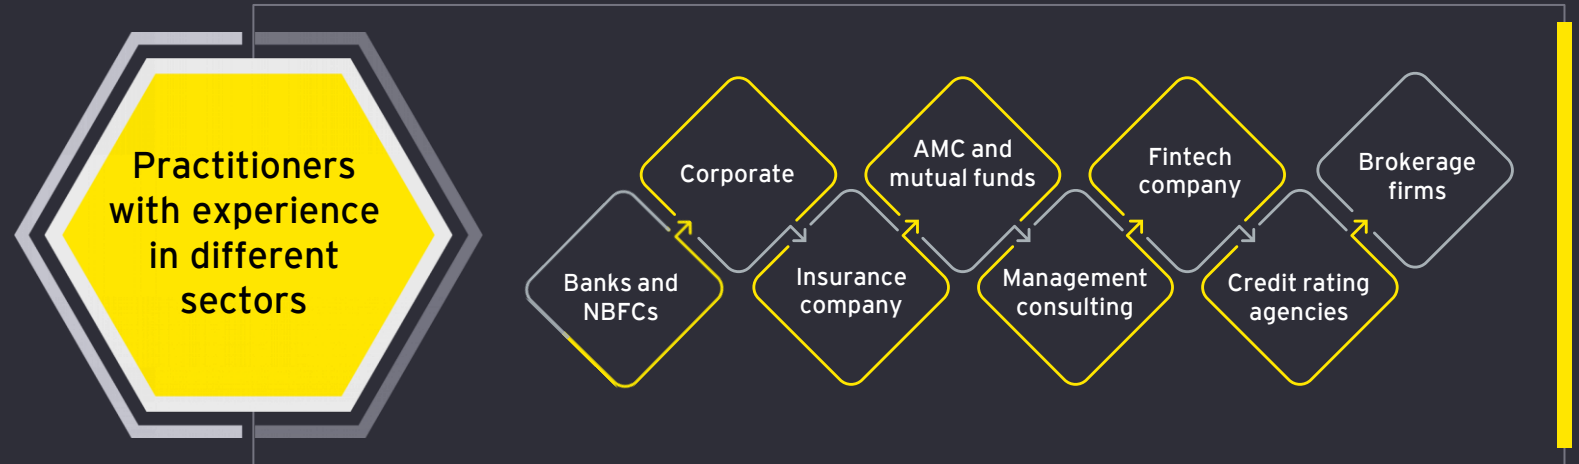 Practitioners
with experience
in different
sectors
Banks and
NBFCs
Corporate
Insurance
company
AMC and
mutual funds
Management
consulting
Fintech
company
Credit rating
agencies
Brokerage
firms